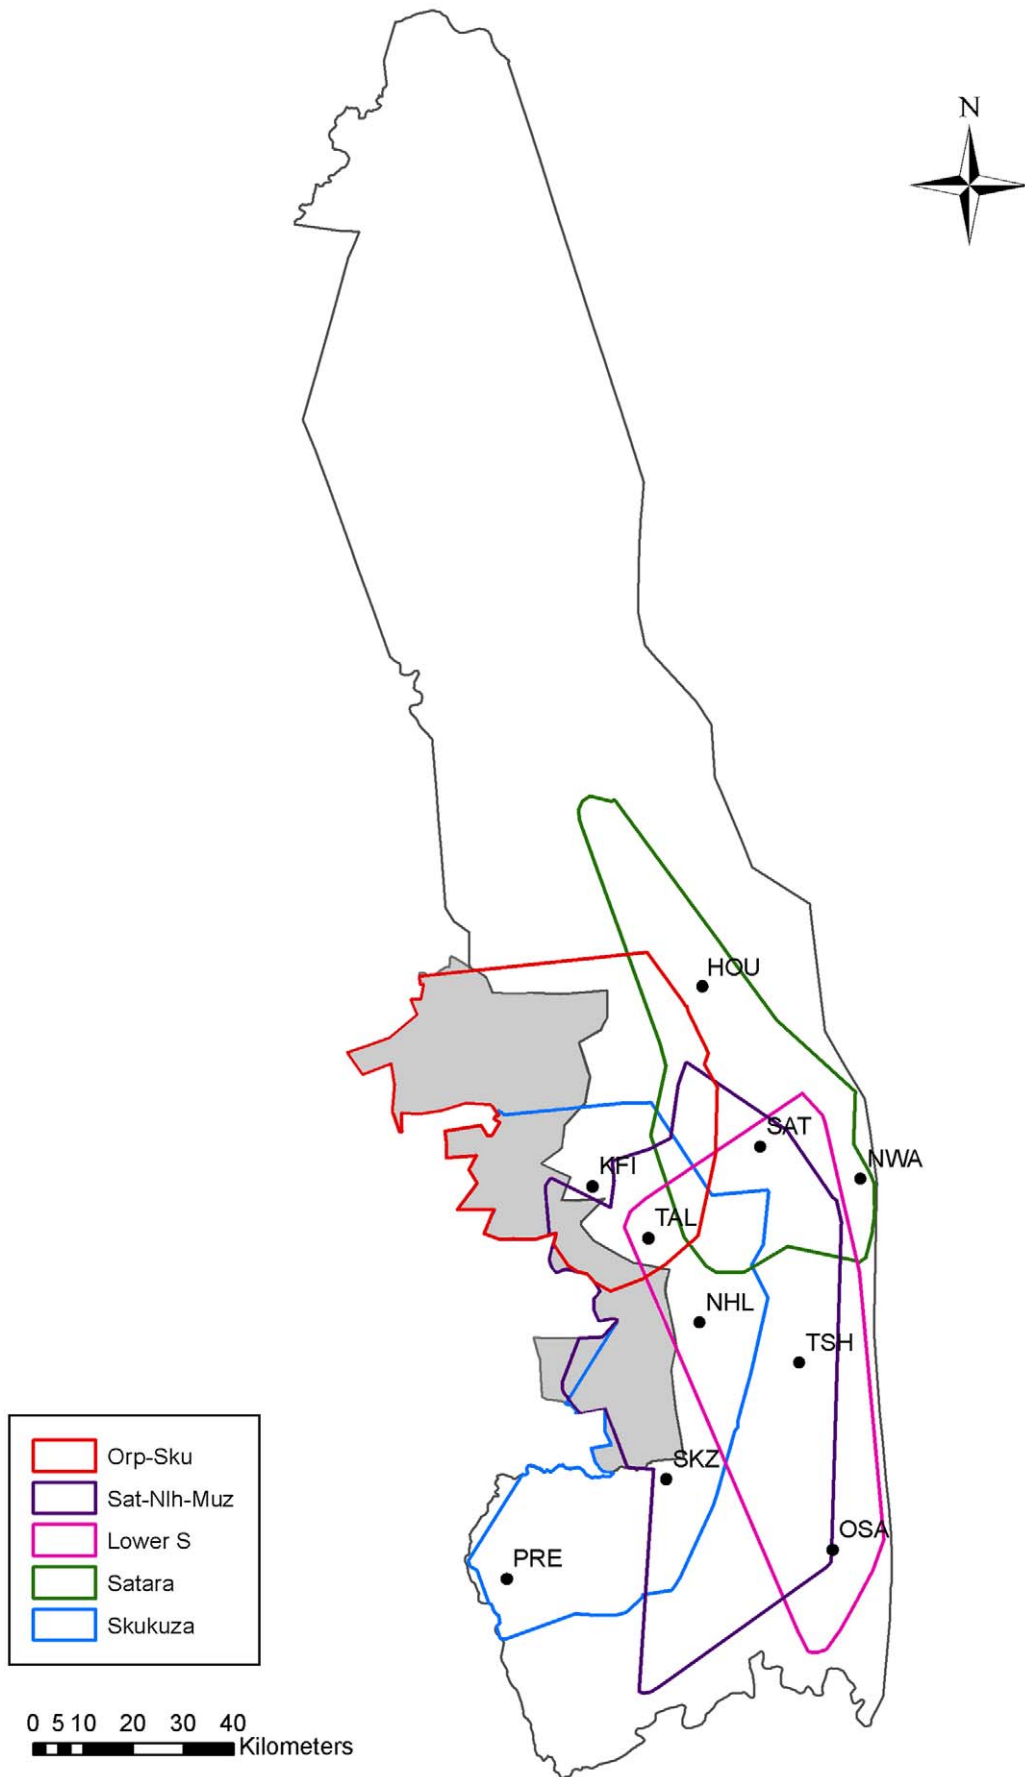 N
HOU
SAT
KFI
NWA
TAL
NHL
TSH
SKZ
OSA
PRE
Orp-Sku
Sat-Nlh-Muz
Lower S
Satara
Skukuza
0 5 10 20 30 40
Kilometers